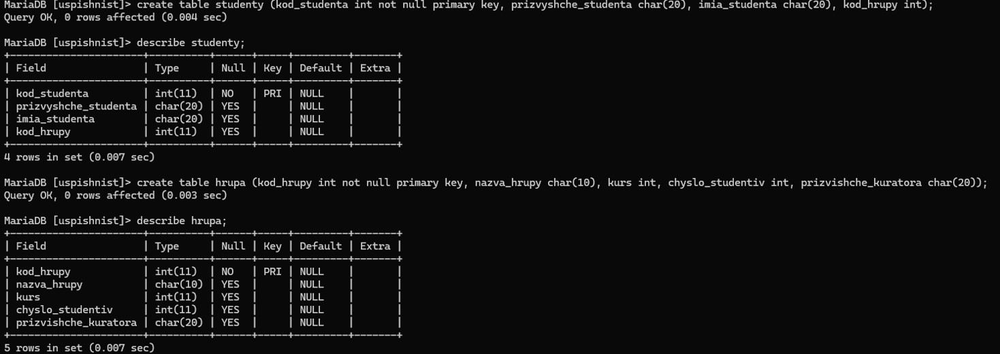 MariaDB [uspishnist]> create table studenty (kod_studenta int not null primary key, prizvyshche_studenta char(20), imia_studenta char(20), kod_hrupy int);
Query OK, 0 rows affected (0.004 sec)
MariaDB [uspishnist]> describe studenty;
+----------------------+----------+------+-----+---------+-------+
| Field                | Type     | Null | Key | Default | Extra |
+----------------------+----------+------+-----+---------+-------+
| kod_studenta         | int(11)  | NO   | PRI | NULL    |       |
| prizvyshche_studenta | char(20) | YES  |     | NULL    |       |
| imia_studenta        | char(20) | YES  |     | NULL    |       |
| kod_hrupy            | int(11)  | YES  |     | NULL    |       |
+----------------------+----------+------+-----+---------+-------+
4 rows in set (0.007 sec)
MariaDB [uspishnist]> create table hrupa (kod_hrupy int not null primary key, nazva_hrupy char(10), kurs int, chyslo_studentiv int, prizvishche_kuratora char(20));
Query OK, 0 rows affected (0.003 sec)
MariaDB [uspishnist]> describe hrupa;
+----------------------+----------+------+-----+---------+-------+
| Field                | Type     | Null | Key | Default | Extra |
+----------------------+----------+------+-----+---------+-------+
| kod_hrupy            | int(11)  | NO   | PRI | NULL    |       |
| nazva_hrupy          | char(10) | YES  |     | NULL    |       |
| kurs                 | int(11)  | YES  |     | NULL    |       |
| chyslo_studentiv     | int(11)  | YES  |     | NULL    |       |
| prizvishche_kuratora | char(20) | YES  |     | NULL    |       |
+----------------------+----------+------+-----+---------+-------+
5 rows in set (0.007 sec)